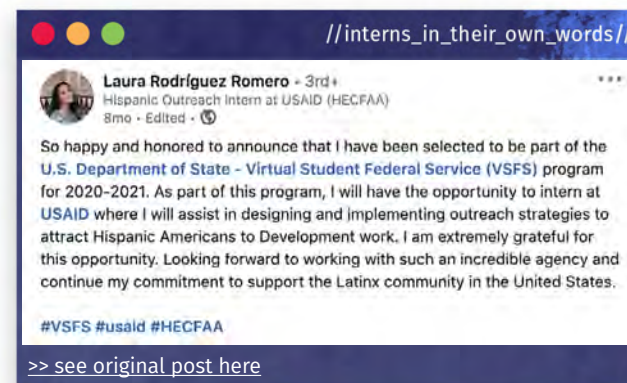 //interns_in_their_own_words//
Laura Rodríguez Romero • 3rd+
Hispanic Outreach Intern at USAID (HECFAA)
8mo • Edited •
So happy and honored to announce that I have been selected to be part of the
U.S. Department of State - Virtual Student Federal Service (VSFS) program
for 2020-2021. As part of this program, I will have the opportunity to intern at
USAID where I will assist in designing and implementing outreach strategies to
attract Hispanic Americans to Development work. I am extremely grateful for
this opportunity. Looking forward to working with such an incredible agency and
continue my commitment to support the Latinx community in the United States.
#VSFS #usaid #HECFAA
>> see original post here